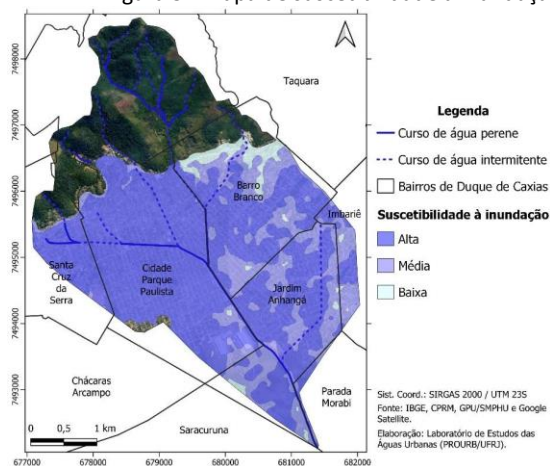 7498000
7497000
7496000
7495000
7494000
7493000
Taquara
Barro
Branco
Imbariê
Santa
Cruz
da
Serra
Cidade
Parque
Paulista
Jardim
Anhangá
Chácaras
Arcampo
Saracuruna
Parada
Morabi
0 0,5 1 km
677000 678000 679000 680000 681000 682000
Legenda
Curso de água perene
Curso de água intermitente
Bairros de Duque de Caxias
Suscetibilidade à inundação
Alta
Média
Baixa
Sist. Coord.: SIRGAS 2000 / UTM 23S
Fonte: IBGE, CPRM, GPU/SMPHU e Google
Satellite.
Elaboração: Laboratório de Estudos das
Águas Urbanas (PROURB/UFRJ).